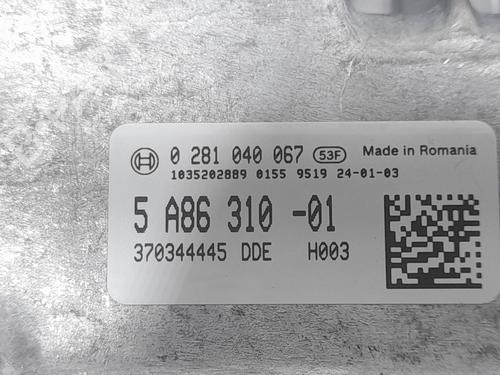 0 281 040 067 53F Made in Romania
1035202889 0155 9519 24-01-03
5 A86 310 -01
370344445 DDE H003